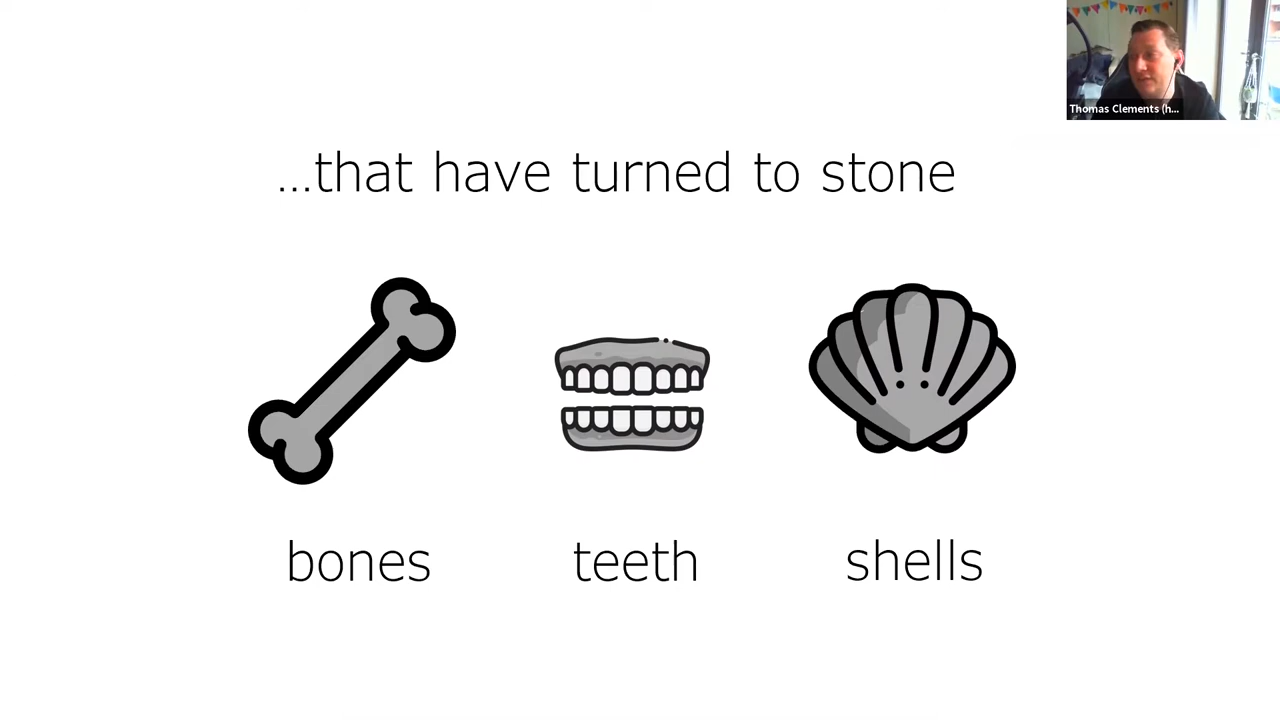 Thomas Clements (h...
...that have turned to stone
bones
teeth
shells